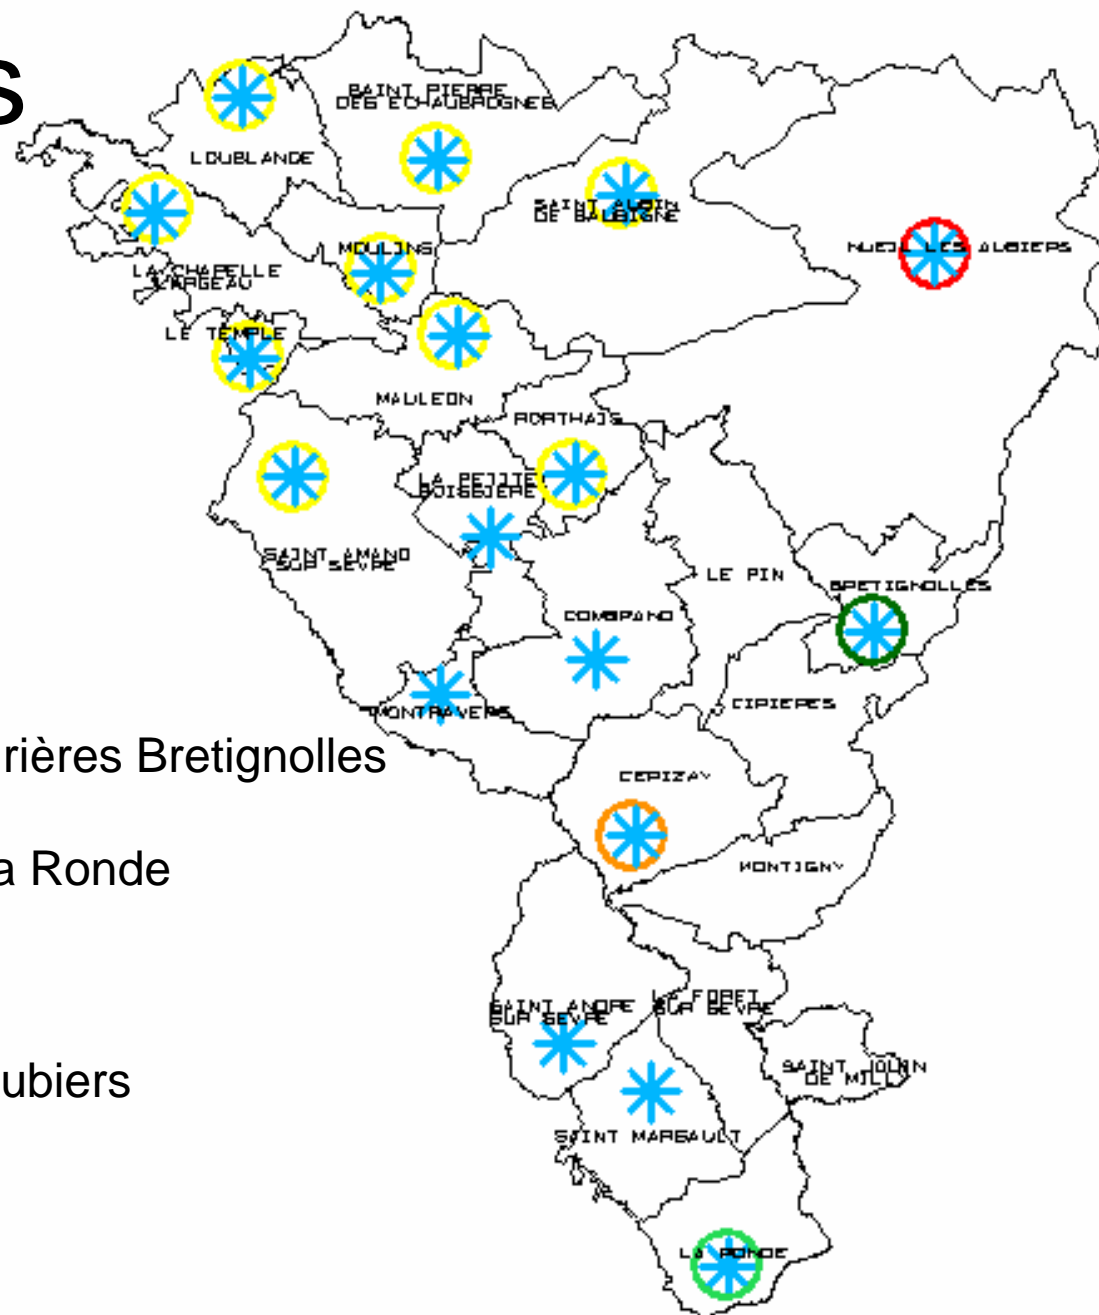 s
SAINT PIERRE
DES ECHAUBROGNES
LOUBLANDE
SAINT AUBIN
DE BAUBIGNE
MOULINS
NUEIL LES AUBIERS
LA CHAPELLE
LARGEAU
LE TEMPLE
MAULEON
RORTHAIS
LA PETITE
BOISSIERE
SAINT AMAND
SUR SEVRE
LE PIN
BRETIGNOLLES
COMBRAND
CIRIERES
MONTRAVERS
rières Bretignolles
CERIZAY
a Ronde
MONTIGNY
SAINT ANDRE
SUR SEVRE
LA FORET
SUR SEVRE
SAINT JOUIN
DE MILLY
ubiers
SAINT MARSAULT
LA RONDE